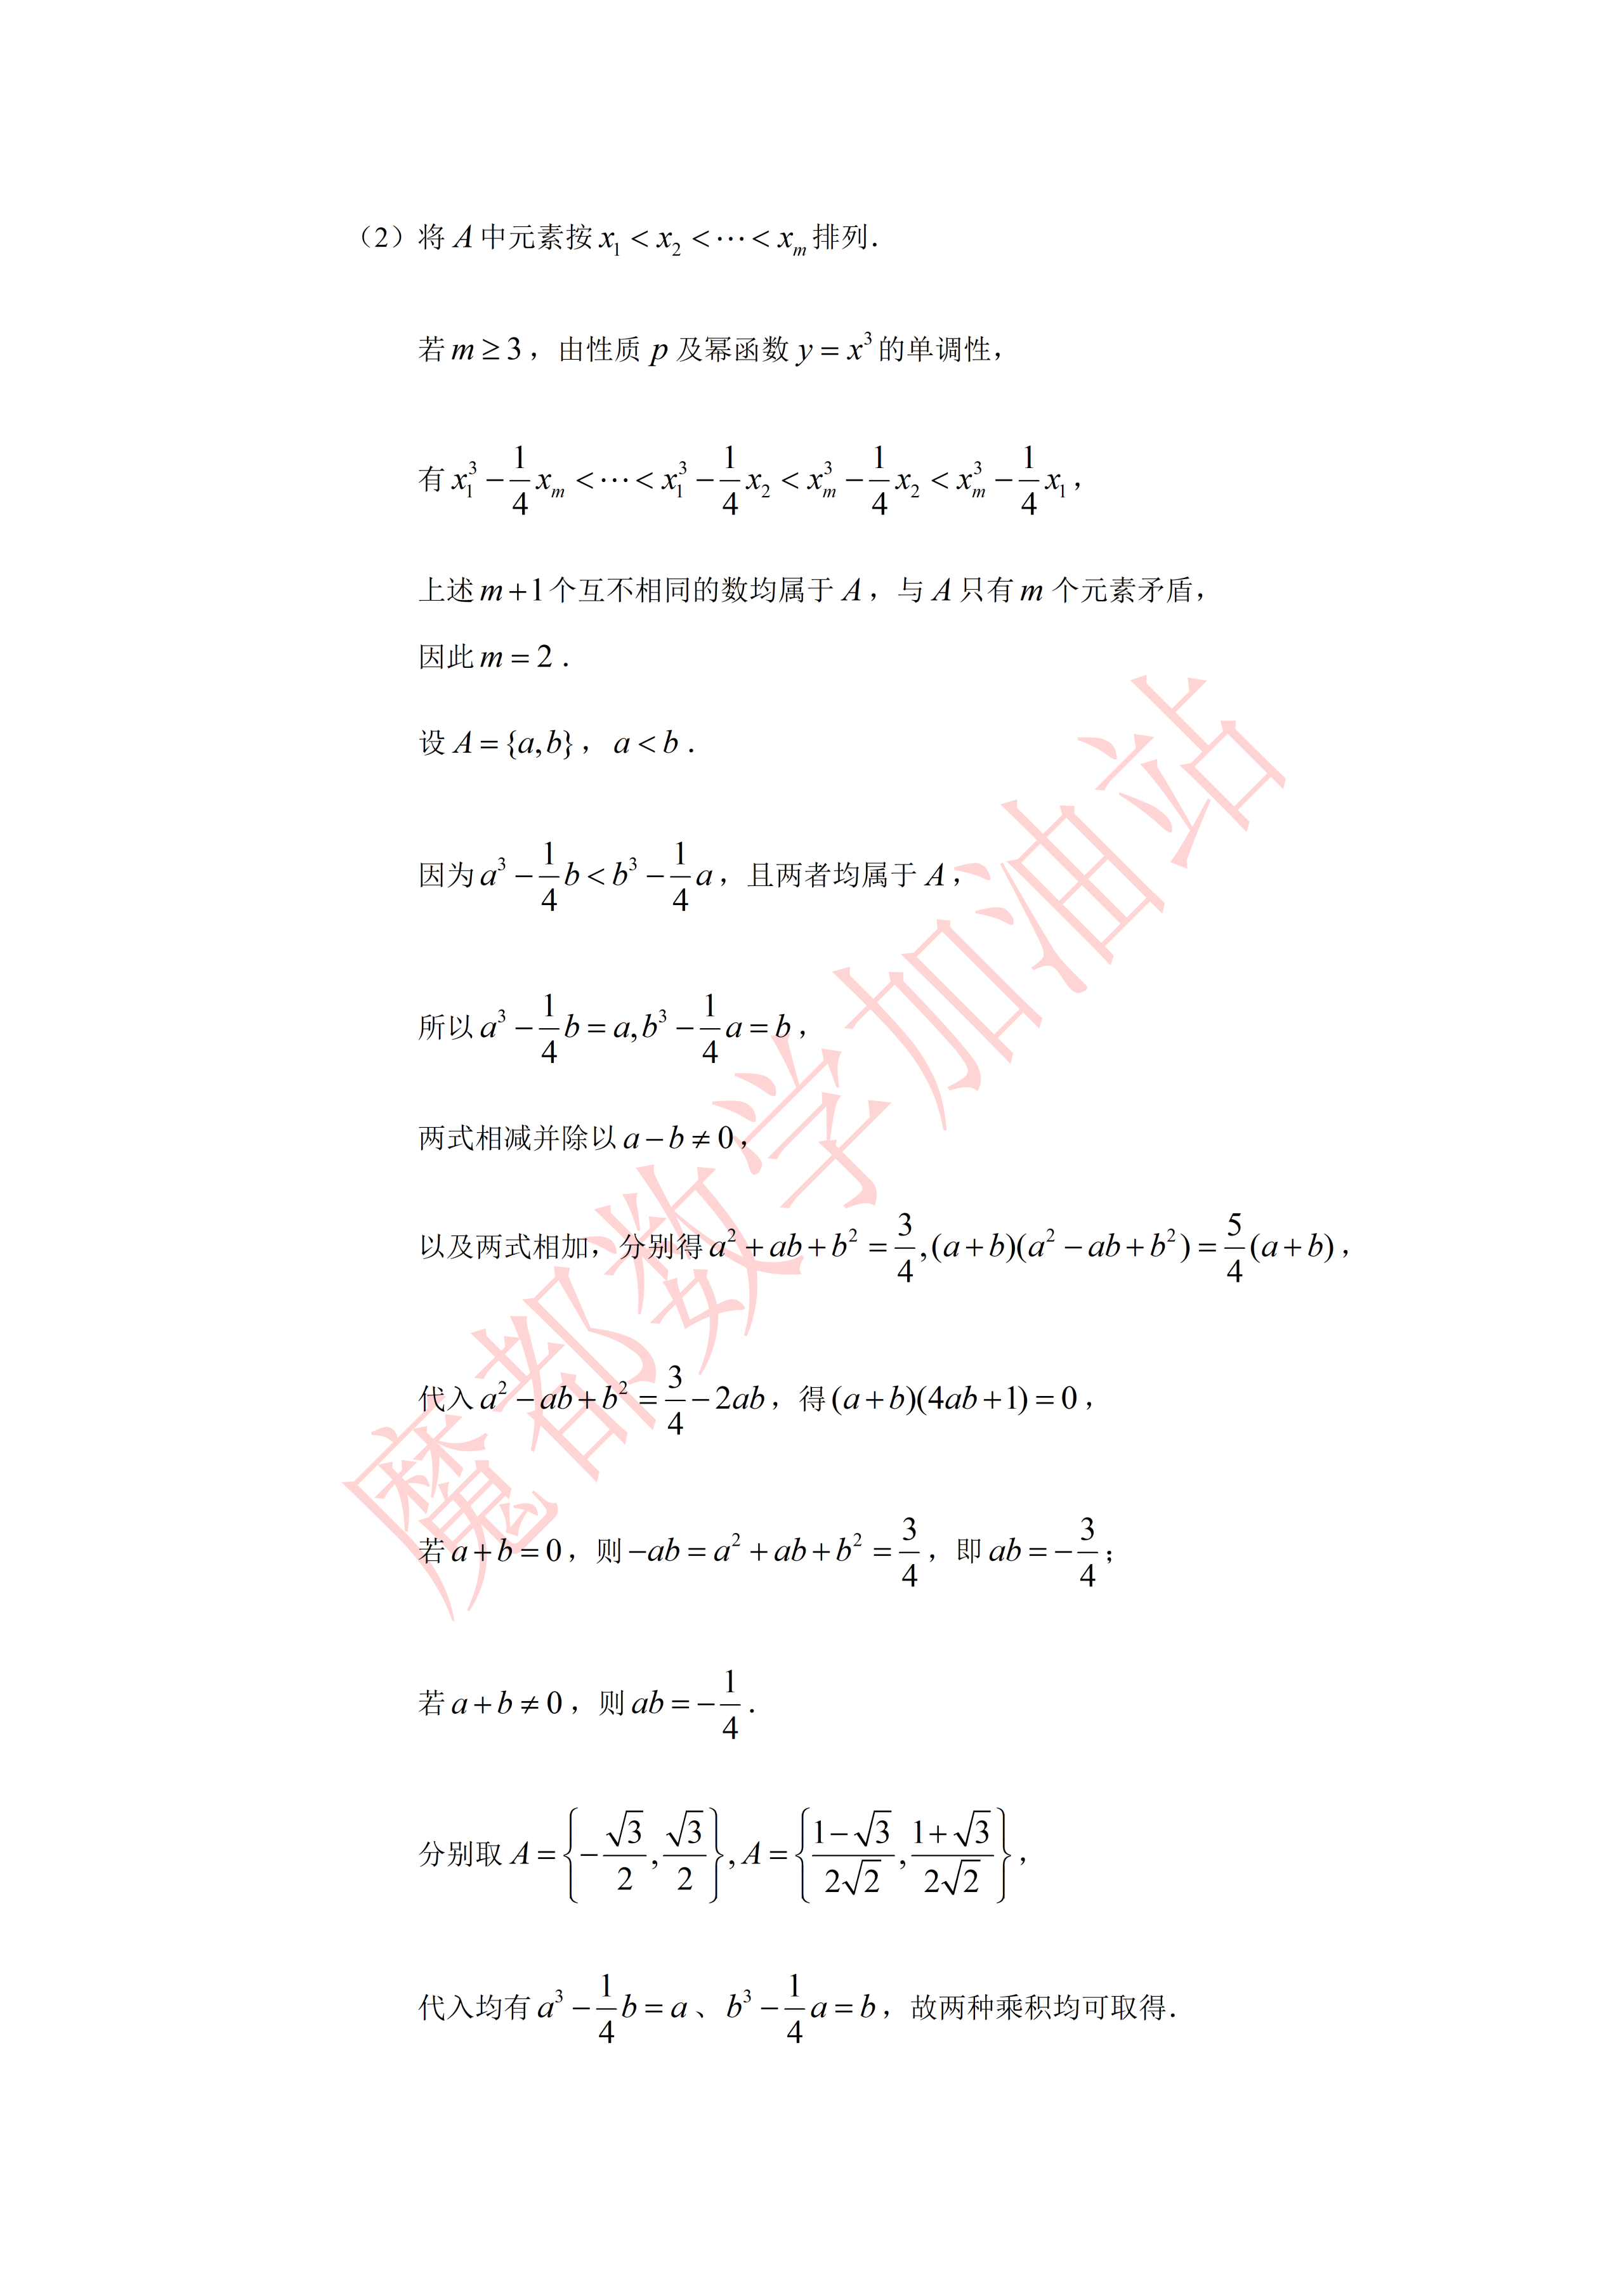 （2）将 A 中元素按 x₁ < x₂ < ⋯ < xₘ 排列．
若 m ≥ 3，由性质 p 及幂函数 y = x³ 的单调性，
有 x₁³ − 1/4 xₘ < ⋯ < x₁³ − 1/4 x₂ < xₘ³ − 1/4 x₂ < xₘ³ − 1/4 x₁，
上述 m + 1 个互不相同的数均属于 A，与 A 只有 m 个元素矛盾，
因此 m = 2．
设 A = {a, b}，a < b．
因为 a³ − 1/4 b < b³ − 1/4 a，且两者均属于 A，
所以 a³ − 1/4 b = a, b³ − 1/4 a = b，
两式相减并除以 a − b ≠ 0，
以及两式相加，分别得 a² + ab + b² = 3/4, (a + b)(a² − ab + b²) = 5/4 (a + b)，
代入 a² − ab + b² = 3/4 − 2ab，得 (a + b)(4ab + 1) = 0，
若 a + b = 0，则 −ab = a² + ab + b² = 3/4，即 ab = − 3/4；
若 a + b ≠ 0，则 ab = − 1/4．
分别取 A = {− √3/2, √3/2}, A = {(1 − √3)/(2√2), (1 + √3)/(2√2)}，
代入均有 a³ − 1/4 b = a、b³ − 1/4 a = b，故两种乘积均可取得．
魔都数学加油站